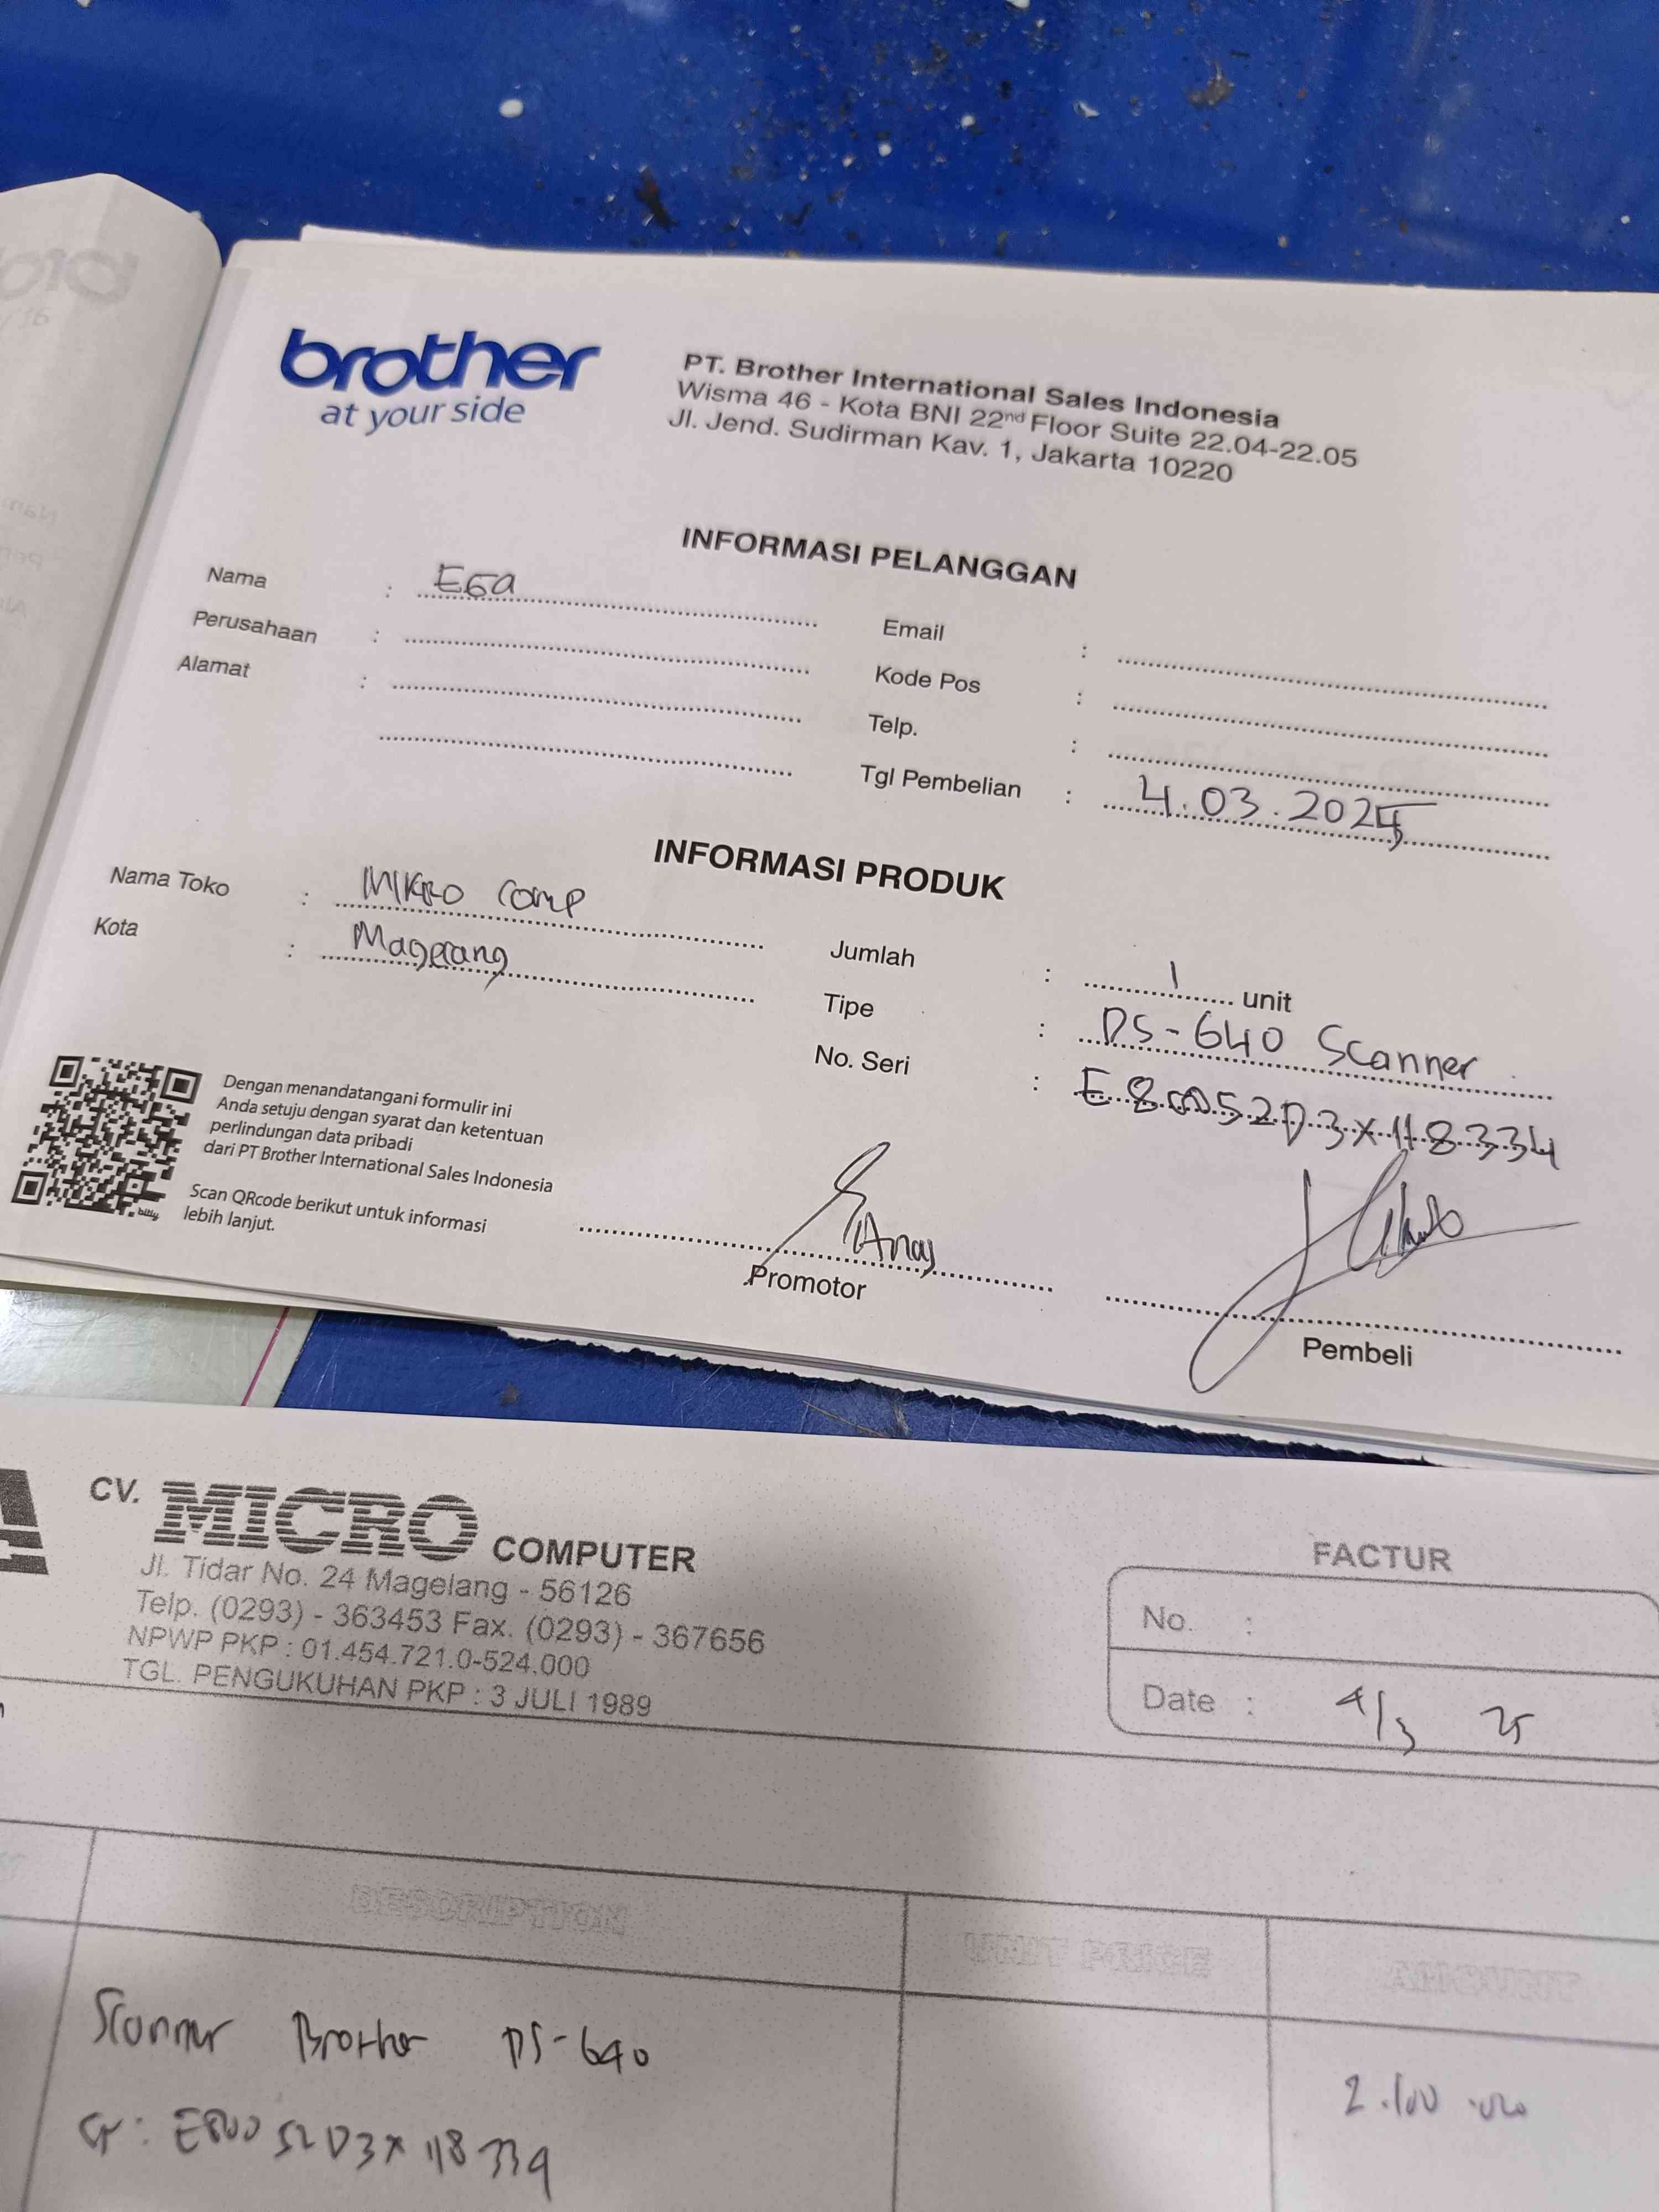 brother
at your side
PT. Brother International Sales Indonesia
Wisma 46 - Kota BNI 22nd Floor Suite 22.04-22.05
Jl. Jend. Sudirman Kav. 1, Jakarta 10220
INFORMASI PELANGGAN
Nama : EGa
Perusahaan :
Alamat :
Email :
Kode Pos :
Telp. :
Tgl Pembelian : 4.03.2025
INFORMASI PRODUK
Nama Toko : MIKRO COMP
Kota : Magelang
Jumlah : 1 unit
Tipe : DS-640 Scanner
No. Seri : E80052D3X118334
Dengan menandatangani formulir ini
Anda setuju dengan syarat dan ketentuan
perlindungan data pribadi
dari PT Brother International Sales Indonesia
Scan QRcode berikut untuk informasi
lebih lanjut.
bitly
Promotor
Pembeli
CV. MICRO COMPUTER
Jl. Tidar No. 24 Magelang - 56126
Telp. (0293) - 363453 Fax. (0293) - 367656
NPWP PKP : 01.454.721.0-524.000
TGL. PENGUKUHAN PKP : 3 JULI 1989
FACTUR
No. :
Date : 4/3 25
DESCRIPTION
UNIT PRICE
AMOUNT
Scanner Brother DS-640
2.100.000
E80052D3X118334